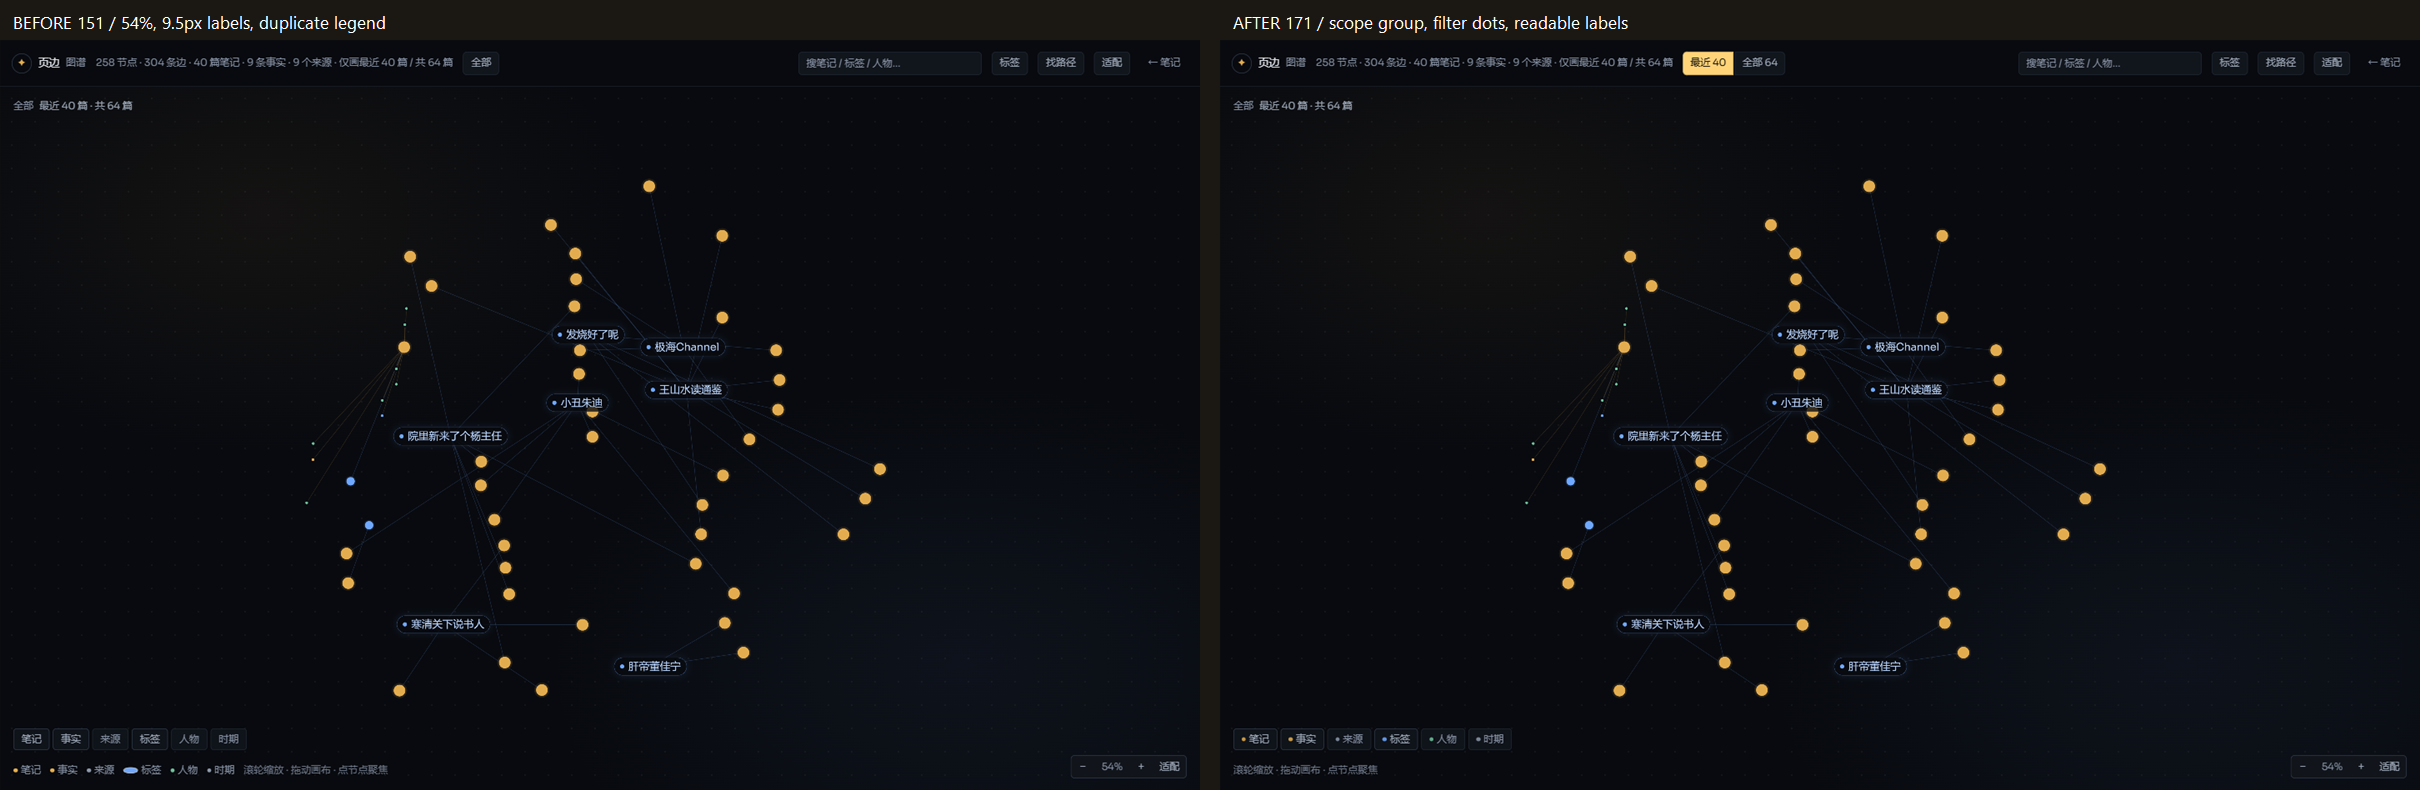 BEFORE 151 / 54%, 9.5px labels, duplicate legend
页边 图谱 258 节点 · 304 条边 · 40 篇笔记 · 9 条事实 · 9 个来源 · 仅画最近 40 篇 / 共 64 篇 全部 搜笔记 / 标签 / 人物... 标签 找路径 适配 ← 笔记
全部 最近 40 篇 · 共 64 篇
发烧好了呢
极海Channel
王山水读通鉴
小丑朱迪
院里新来了个杨主任
寒清关下说书人
肝帝董佳宁
笔记 事实 来源 标签 人物 时期
笔记 事实 来源 标签 人物 时期 滚轮缩放 · 拖动画布 · 点节点聚焦
− 54% + 适配
AFTER 171 / scope group, filter dots, readable labels
页边 图谱 258 节点 · 304 条边 · 40 篇笔记 · 9 条事实 · 9 个来源 · 仅画最近 40 篇 / 共 64 篇 最近 40 全部 64 搜笔记 / 标签 / 人物... 标签 找路径 适配 ← 笔记
全部 最近 40 篇 · 共 64 篇
发烧好了呢
极海Channel
王山水读通鉴
小丑朱迪
院里新来了个杨主任
寒清关下说书人
肝帝董佳宁
笔记 事实 来源 标签 人物 时期
滚轮缩放 · 拖动画布 · 点节点聚焦
− 54% + 适配